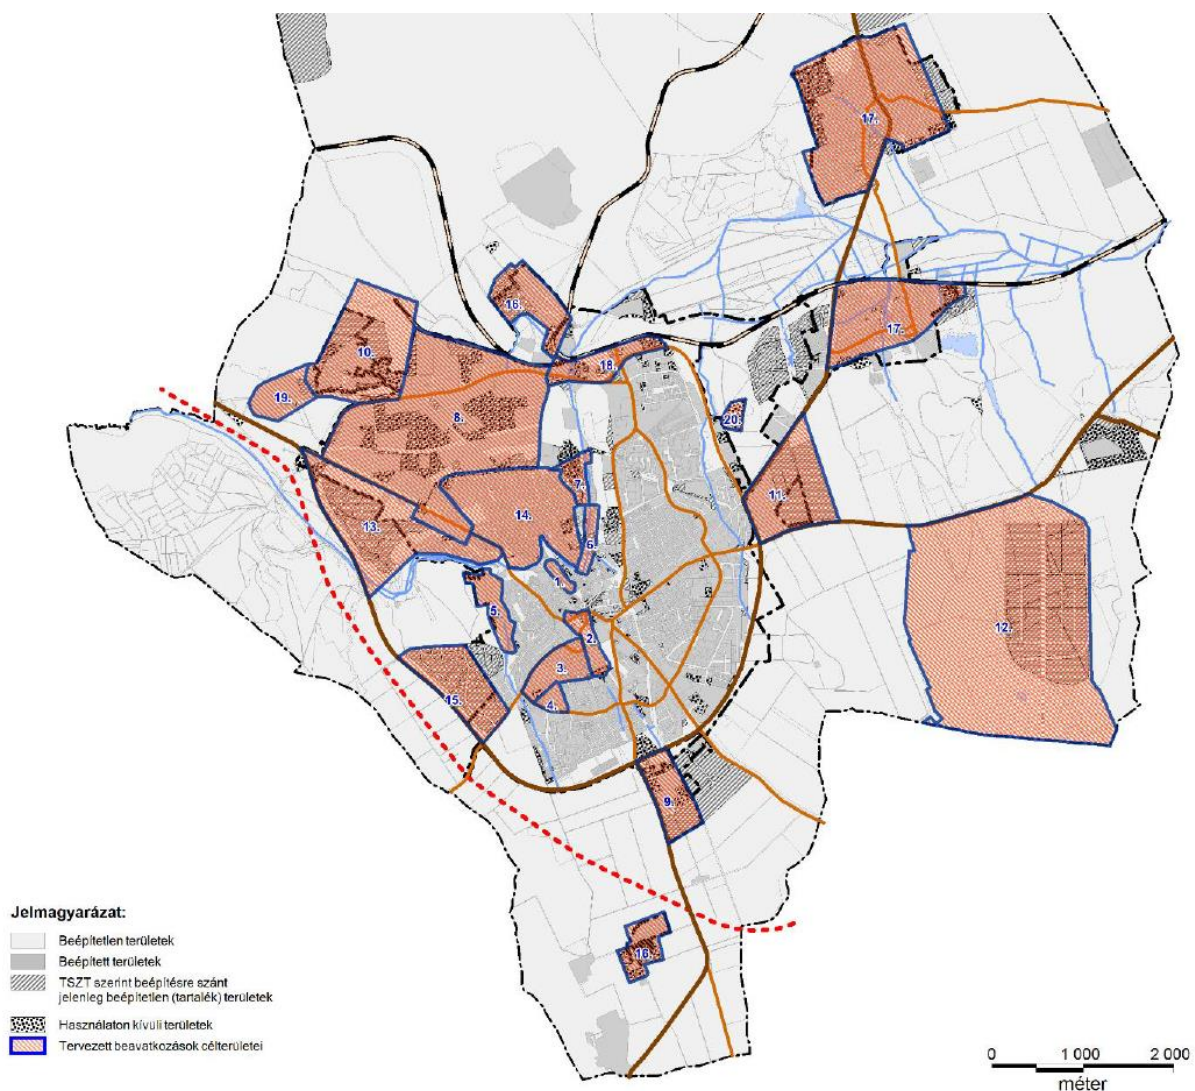 17.
16.
10.
17.
18.
19.
8.
20.
7.
11.
14.
13.
6.
1.
5.
2.
12.
3.
15.
4.
9.
16.
Jelmagyarázat:
Beépítetlen területek
Beépített területek
TSZT szerint beépítésre szánt
jelenleg beépítetlen (tartalék) területek
Használaton kívüli területek
Tervezett beavatkozások célterületei
0 1 000 2 000
méter